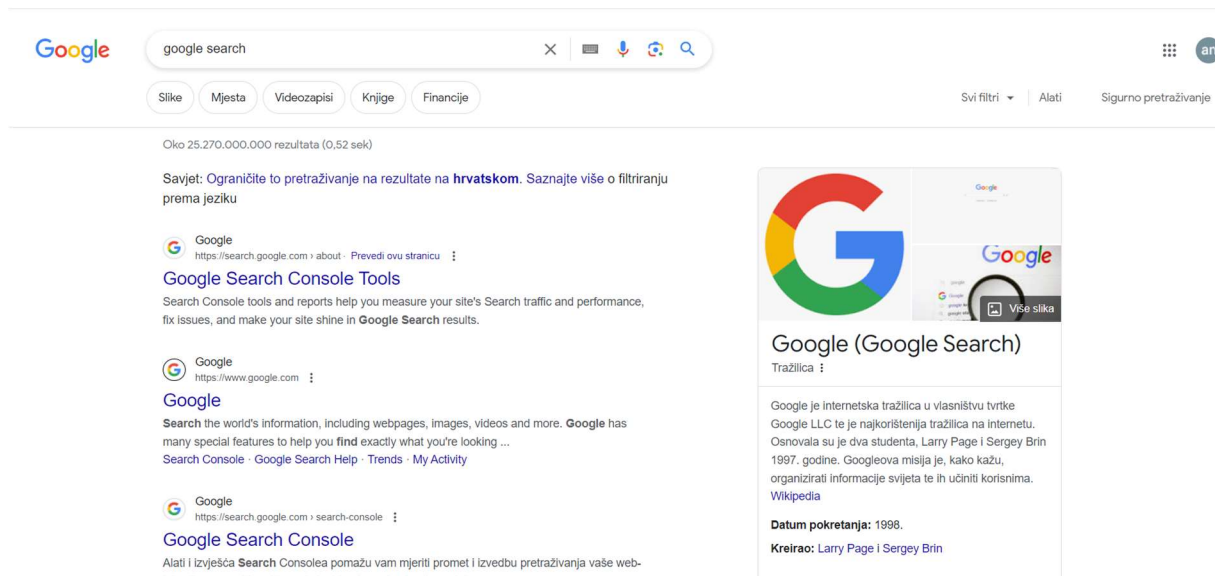 Google
google search
an
Slike
Mjesta
Videozapisi
Knjige
Financije
Svi filtri
Alati
Sigurno pretraživanje
Oko 25.270.000.000 rezultata (0,52 sek)
Savjet: Ograničite to pretraživanje na rezultate na hrvatskom. Saznajte više o filtriranju
prema jeziku
Google
https://search.google.com › about · Prevedi ovu stranicu
Google Search Console Tools
Search Console tools and reports help you measure your site's Search traffic and performance,
fix issues, and make your site shine in Google Search results.
Google
https://www.google.com
Google
Search the world's information, including webpages, images, videos and more. Google has
many special features to help you find exactly what you're looking ...
Search Console · Google Search Help · Trends · My Activity
Google
https://search.google.com › search-console
Google Search Console
Alati i izvješća Search Consolea pomažu vam mjeriti promet i izvedbu pretraživanja vaše web-
Google
Google
Više slika
Google (Google Search)
Tražilica
Google je internetska tražilica u vlasništvu tvrtke
Google LLC te je najkorištenija tražilica na internetu.
Osnovala su je dva studenta, Larry Page i Sergey Brin
1997. godine. Googleova misija je, kako kažu,
organizirati informacije svijeta te ih učiniti korisnima.
Wikipedia
Datum pokretanja: 1998.
Kreirao: Larry Page i Sergey Brin